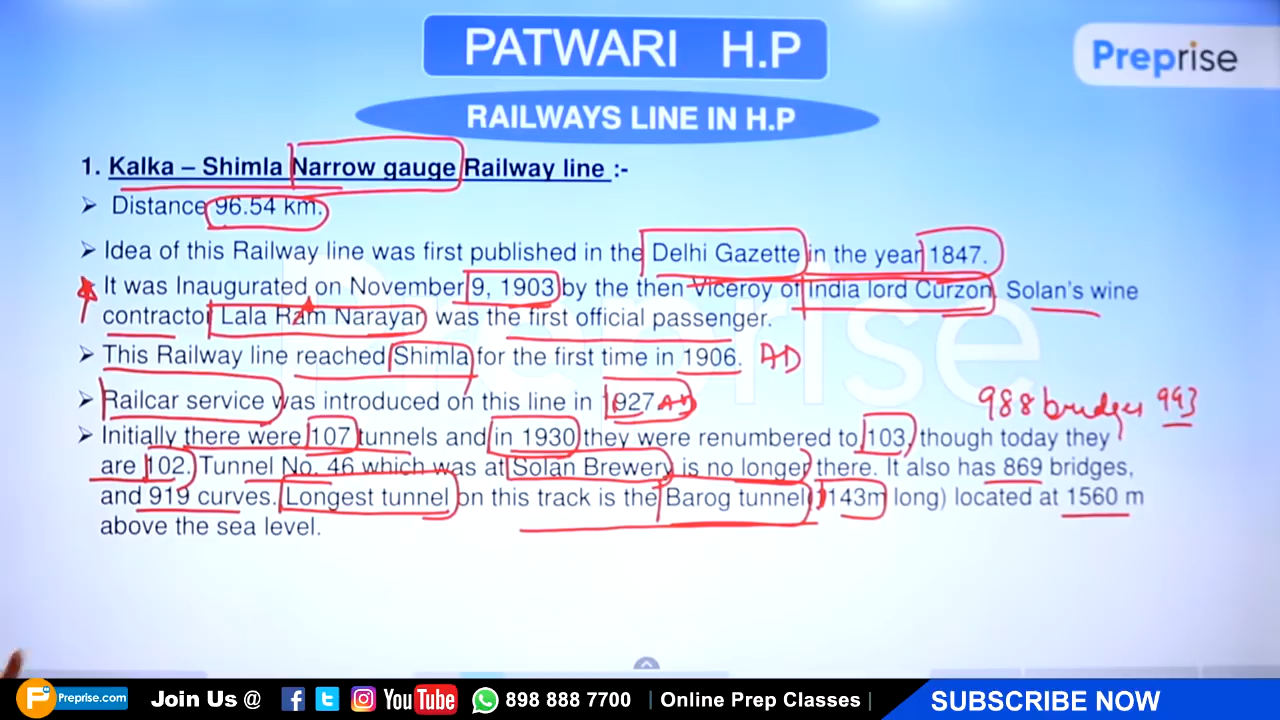 PATWARI H.P
Preprise
RAILWAYS LINE IN H.P
1. Kalka – Shimla Narrow gauge Railway line :-
➢ Distance 96.54 km.
➢ Idea of this Railway line was first published in the Delhi Gazette in the year 1847.
It was Inaugurated on November 9, 1903 by the then Viceroy of India lord Curzon. Solan's wine
contractor Lala Ram Narayan was the first official passenger.
➢ This Railway line reached Shimla for the first time in 1906. AD
➢ Railcar service was introduced on this line in 1927 AD
988 bridges 993
➢ Initially there were 107 tunnels and in 1930 they were renumbered to 103, though today they
are 102. Tunnel No. 46 which was at Solan Brewery is no longer there. It also has 869 bridges,
and 919 curves. Longest tunnel on this track is the Barog tunnel (1143m long) located at 1560 m
above the sea level.
Preprise.com Join Us @ YouTube 898 888 7700 | Online Prep Classes | SUBSCRIBE NOW